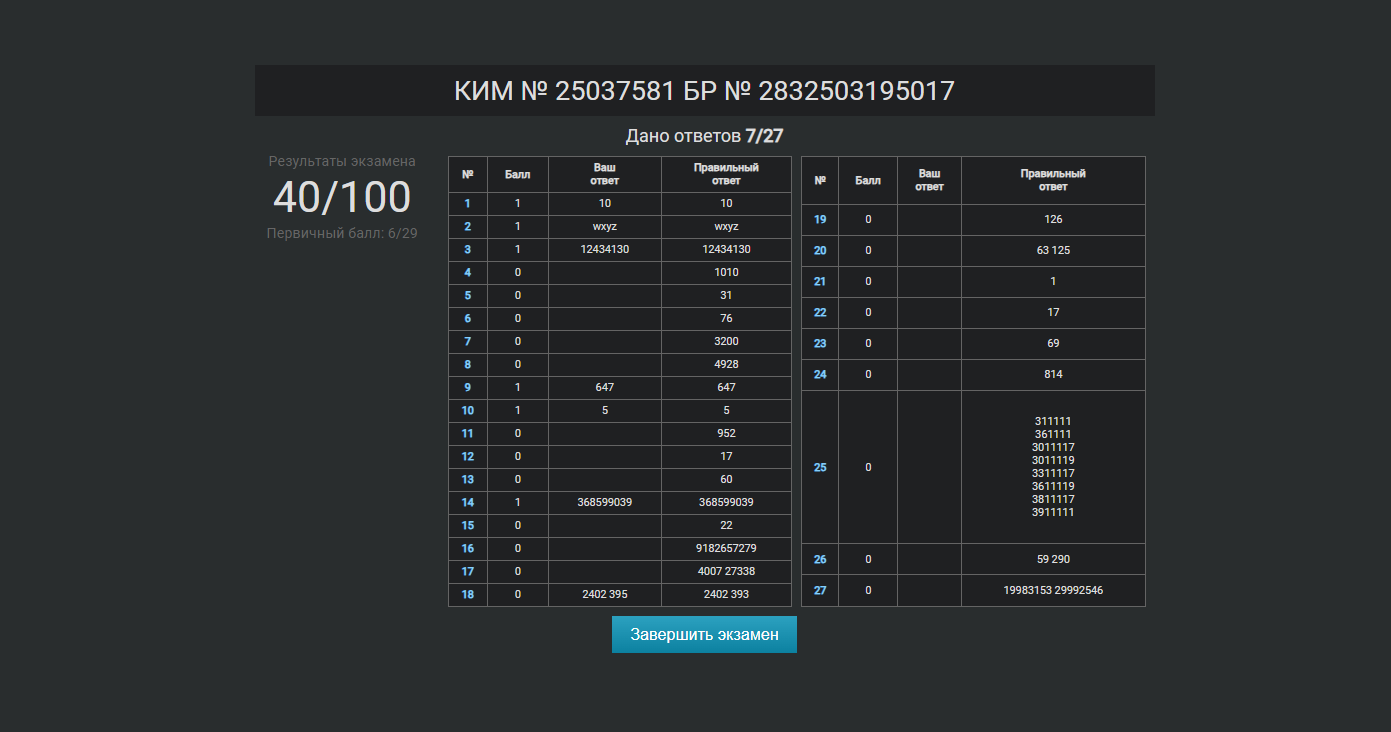 КИМ № 25037581 БР № 2832503195017
Дано ответов 7/27
Результаты экзамена
40/100
Первичный балл: 6/29
№ Балл Ваш ответ Правильный ответ
1 1 10 10
2 1 wxyz wxyz
3 1 12434130 12434130
4 0 1010
5 0 31
6 0 76
7 0 3200
8 0 4928
9 1 647 647
10 1 5 5
11 0 952
12 0 17
13 0 60
14 1 368599039 368599039
15 0 22
16 0 9182657279
17 0 4007 27338
18 0 2402 395 2402 393
№ Балл Ваш ответ Правильный ответ
19 0 126
20 0 63 125
21 0 1
22 0 17
23 0 69
24 0 814
25 0 311111
361111
3011117
3011119
3311117
3611119
3811117
3911111
26 0 59 290
27 0 19983153 29992546
Завершить экзамен